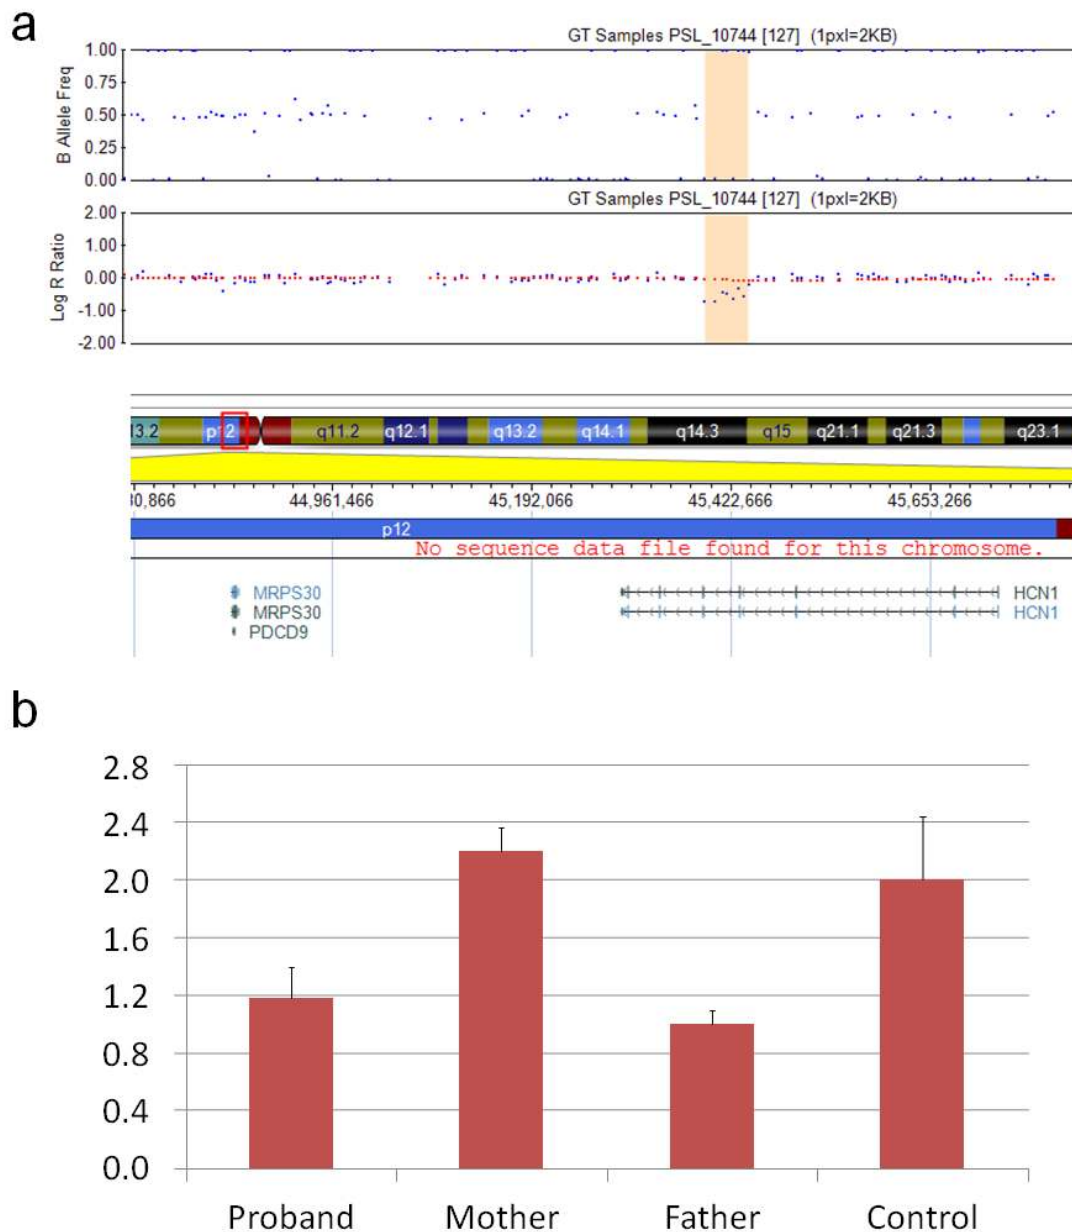 a
GT Samples PSL_10744 [127] (1pxl=2KB)
1.00
0.75
0.50
0.25
0.00
B Allele Freq
GT Samples PSL_10744 [127] (1pxl=2KB)
2.00
1.00
0.00
-1.00
-2.00
Log R Ratio
13.2 p12 q11.2 q12.1 q13.2 q14.1 q14.3 q15 q21.1 q21.3 q23.1
30,866 44,961,466 45,192,066 45,422,666 45,653,266
p12
No sequence data file found for this chromosome.
MRPS30 HCN1
MRPS30 HCN1
PDCD9
b
2.8
2.4
2.0
1.6
1.2
0.8
0.4
0.0
Proband Mother Father Control